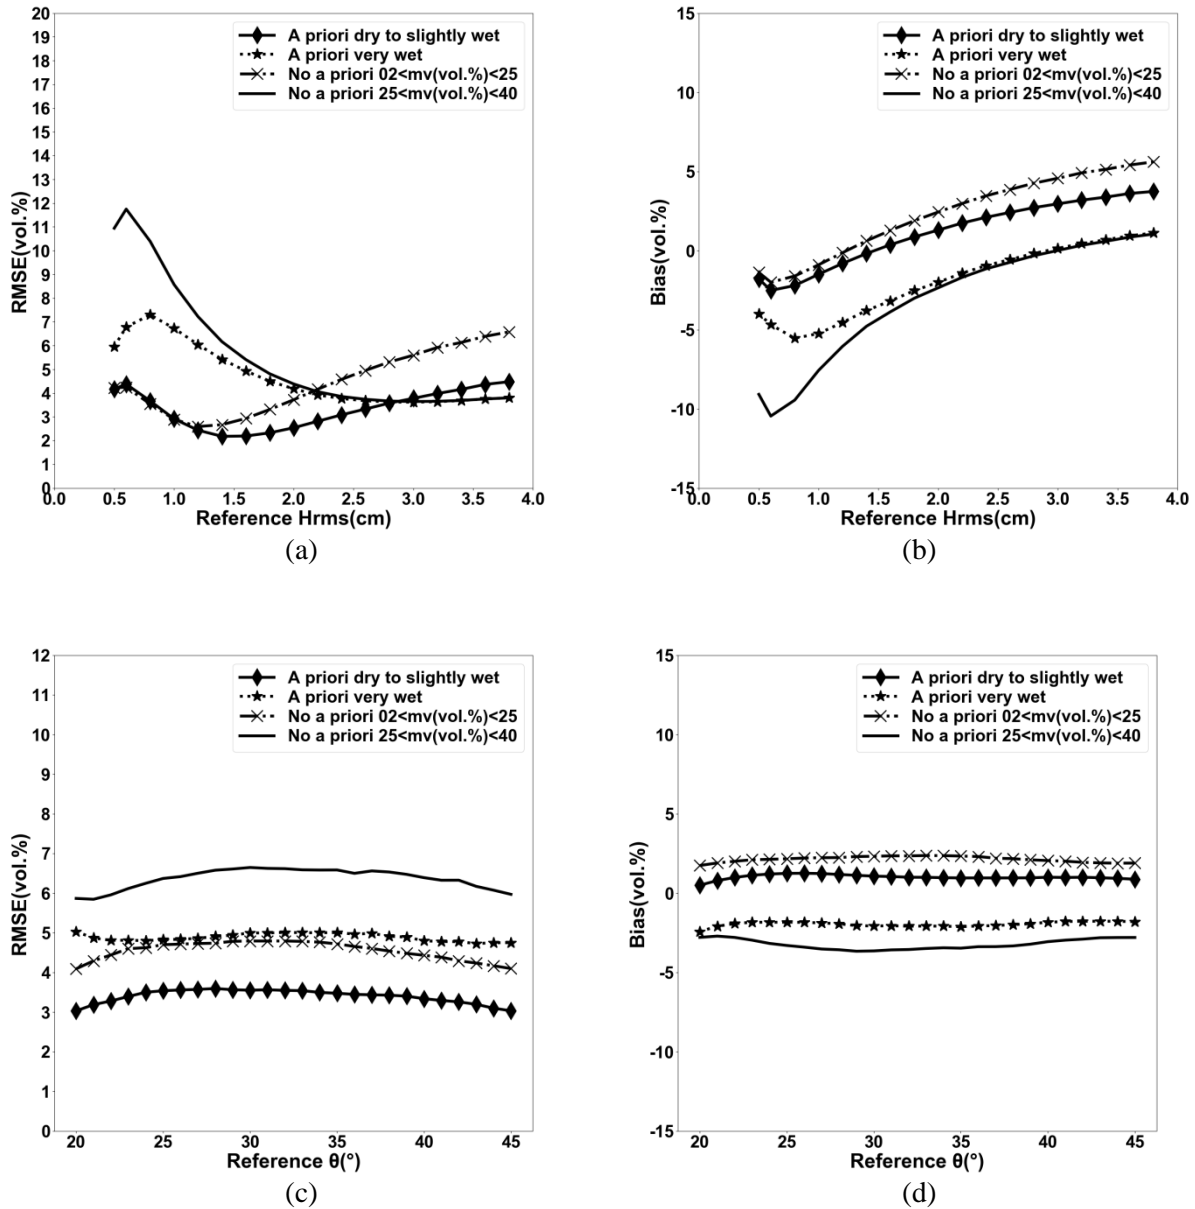 20
19
18
17
16
15
14
13
12
11
10
9
8
7
6
5
4
3
2
1
0
RMSE(vol.%)
A priori dry to slightly wet
A priori very wet
No a priori 02<mv(vol.%)<25
No a priori 25<mv(vol.%)<40
0.0 0.5 1.0 1.5 2.0 2.5 3.0 3.5 4.0
Reference Hrms(cm)
(a)
15
10
5
0
-5
-10
-15
Bias(vol.%)
A priori dry to slightly wet
A priori very wet
No a priori 02<mv(vol.%)<25
No a priori 25<mv(vol.%)<40
0.0 0.5 1.0 1.5 2.0 2.5 3.0 3.5 4.0
Reference Hrms(cm)
(b)
12
11
10
9
8
7
6
5
4
3
2
1
0
RMSE(vol.%)
A priori dry to slightly wet
A priori very wet
No a priori 02<mv(vol.%)<25
No a priori 25<mv(vol.%)<40
20 25 30 35 40 45
Reference θ(°)
(c)
15
10
5
0
-5
-10
-15
Bias(vol.%)
A priori dry to slightly wet
A priori very wet
No a priori 02<mv(vol.%)<25
No a priori 25<mv(vol.%)<40
20 25 30 35 40 45
Reference θ(°)
(d)